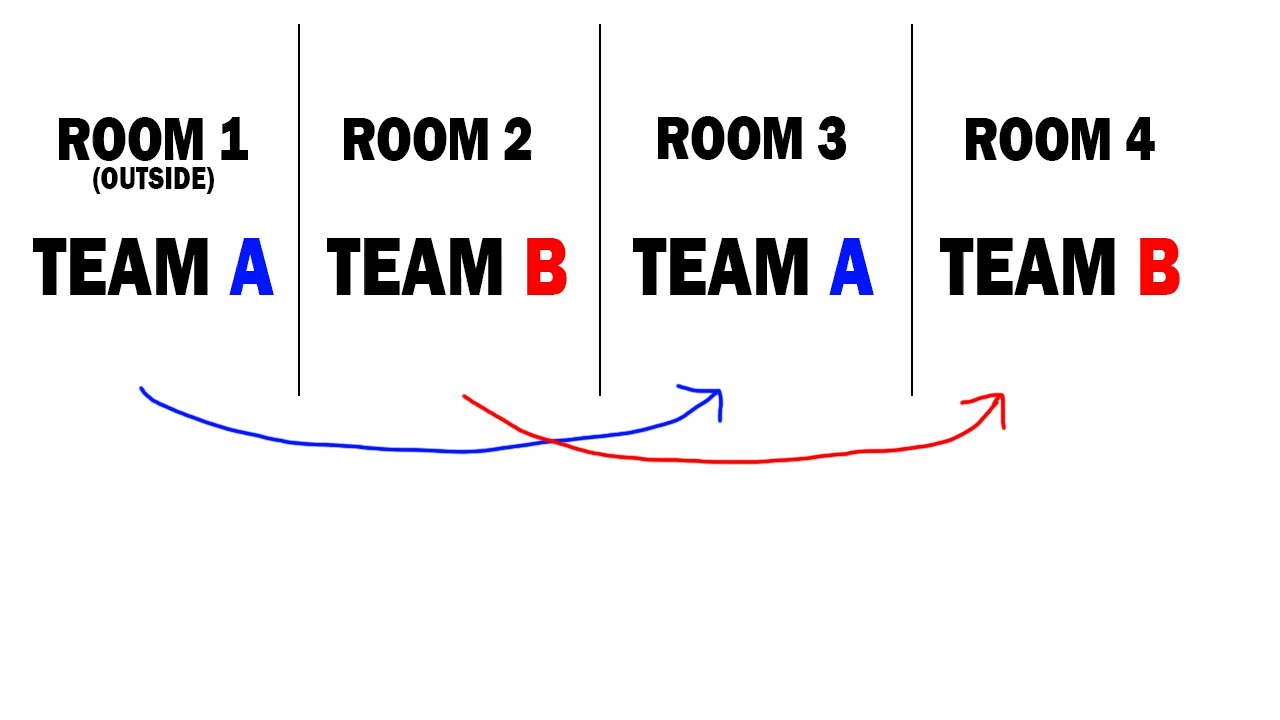 ROOM 1
(OUTSIDE)
TEAM A
ROOM 2
TEAM B
ROOM 3
TEAM A
ROOM 4
TEAM B